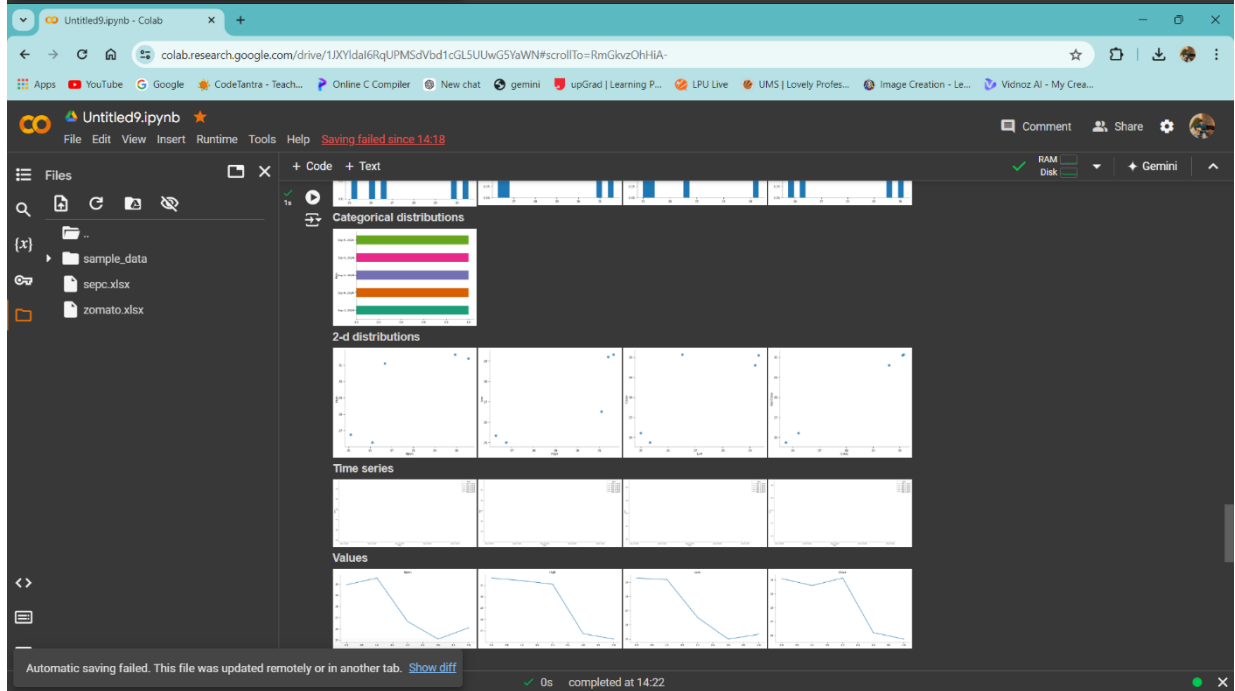 Untitled9.ipynb - Colab
colab.research.google.com/drive/1JXYldaI6RqUPMSdVbd1cGL5UUwG5YaWN#scrollTo=RmGkvzOhHiA-
Apps YouTube Google CodeTantra - Teach... Online C Compiler New chat gemini upGrad | Learning P... LPU Live UMS | Lovely Profes... Image Creation - Le... Vidnoz AI - My Crea...
CO Untitled9.ipynb
File Edit View Insert Runtime Tools Help Saving failed since 14:18
Comment Share
Files
+ Code + Text
RAM
Disk
Gemini
1s
Categorical distributions
{x}
..
sample_data
sepc.xlsx
zomato.xlsx
2-d distributions
Time series
Values
Automatic saving failed. This file was updated remotely or in another tab. Show diff
0s completed at 14:22